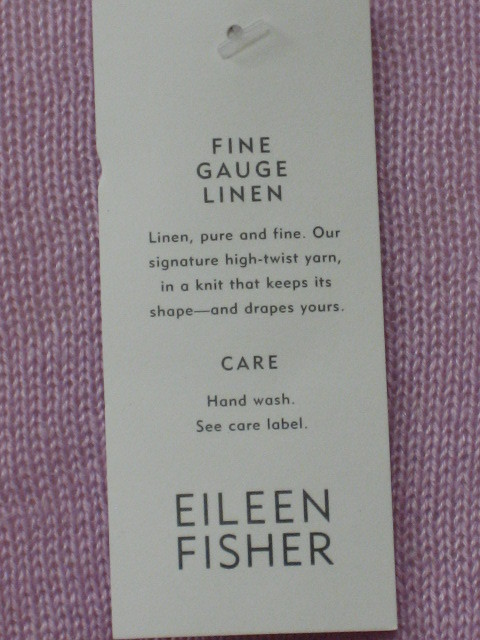 FINE
GAUGE
LINEN
Linen, pure and fine. Our
signature high-twist yarn,
in a knit that keeps its
shape—and drapes yours.
CARE
Hand wash.
See care label.
EILEEN
FISHER